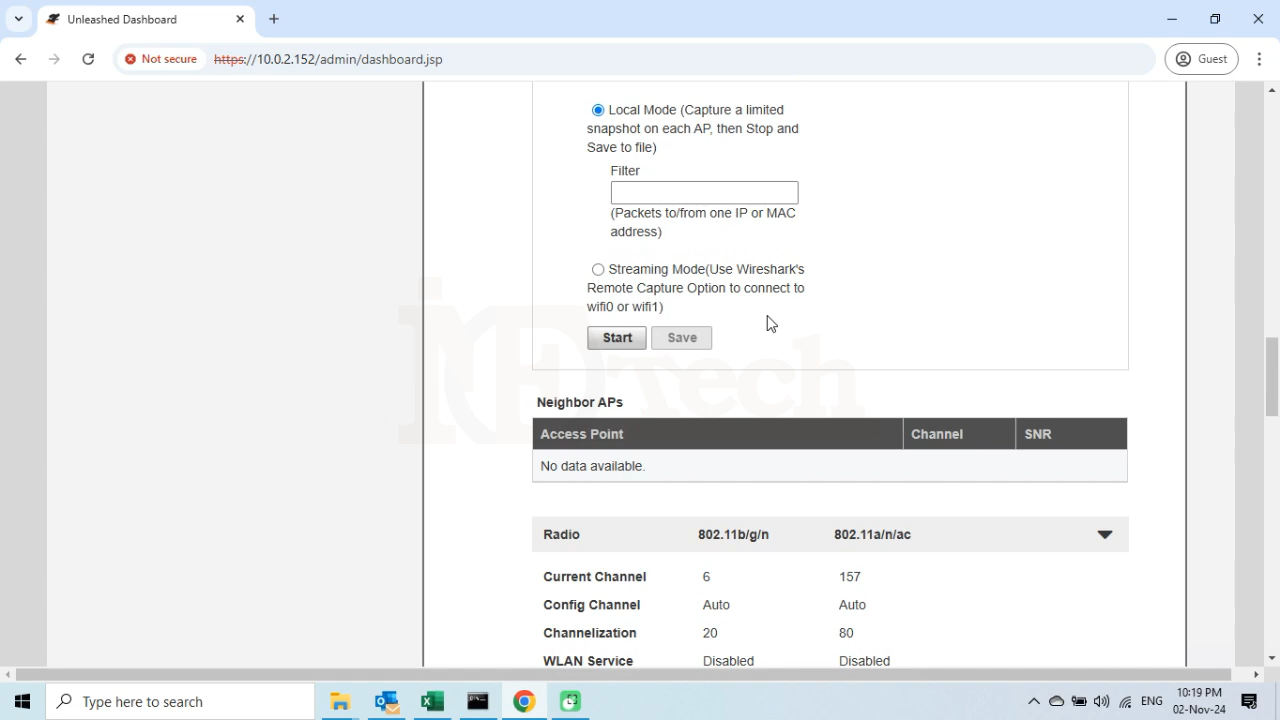 Unleashed Dashboard
Not secure
https://10.0.2.152/admin/dashboard.jsp
Guest
Local Mode (Capture a limited
snapshot on each AP, then Stop and
Save to file)
Filter
(Packets to/from one IP or MAC
address)
Streaming Mode(Use Wireshark's
Remote Capture Option to connect to
wifi0 or wifi1)
Start Save
Neighbor APs
Access Point Channel SNR
No data available.
Radio 802.11b/g/n 802.11a/n/ac
Current Channel 6 157
Config Channel Auto Auto
Channelization 20 80
WLAN Service Disabled Disabled
Type here to search
ENG
10:19 PM
02-Nov-24